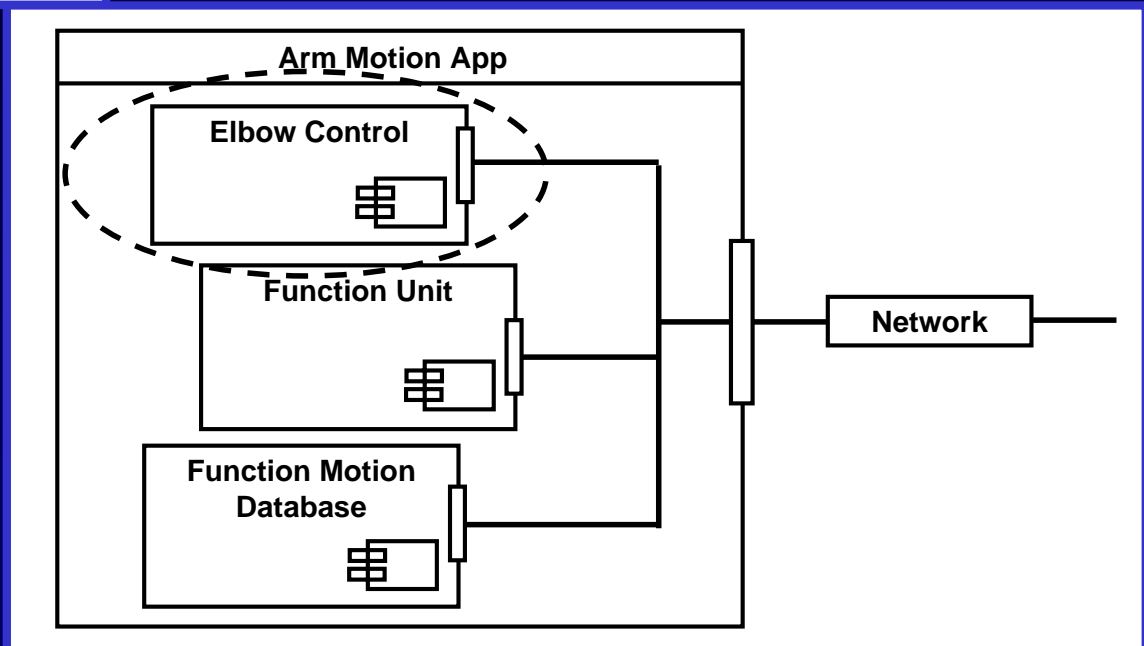 Arm Motion App
Elbow Control
Function Unit
Network
Function Motion
Database